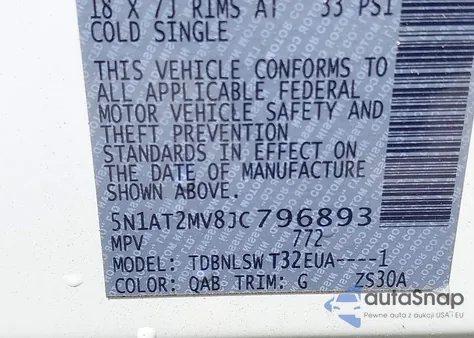 18 X 7J RIMS AT 33 PSI
COLD SINGLE
THIS VEHICLE CONFORMS TO
ALL APPLICABLE FEDERAL
MOTOR VEHICLE SAFETY AND
THEFT PREVENTION
STANDARDS IN EFFECT ON
THE DATE OF MANUFACTURE
SHOWN ABOVE.
5N1AT2MV8JC796893
MPV 772
MODEL: TDBNLSWT32EUA----1
COLOR: QAB TRIM: G ZS30A
autoSnap
Pewne auta z aukcji USA i EU